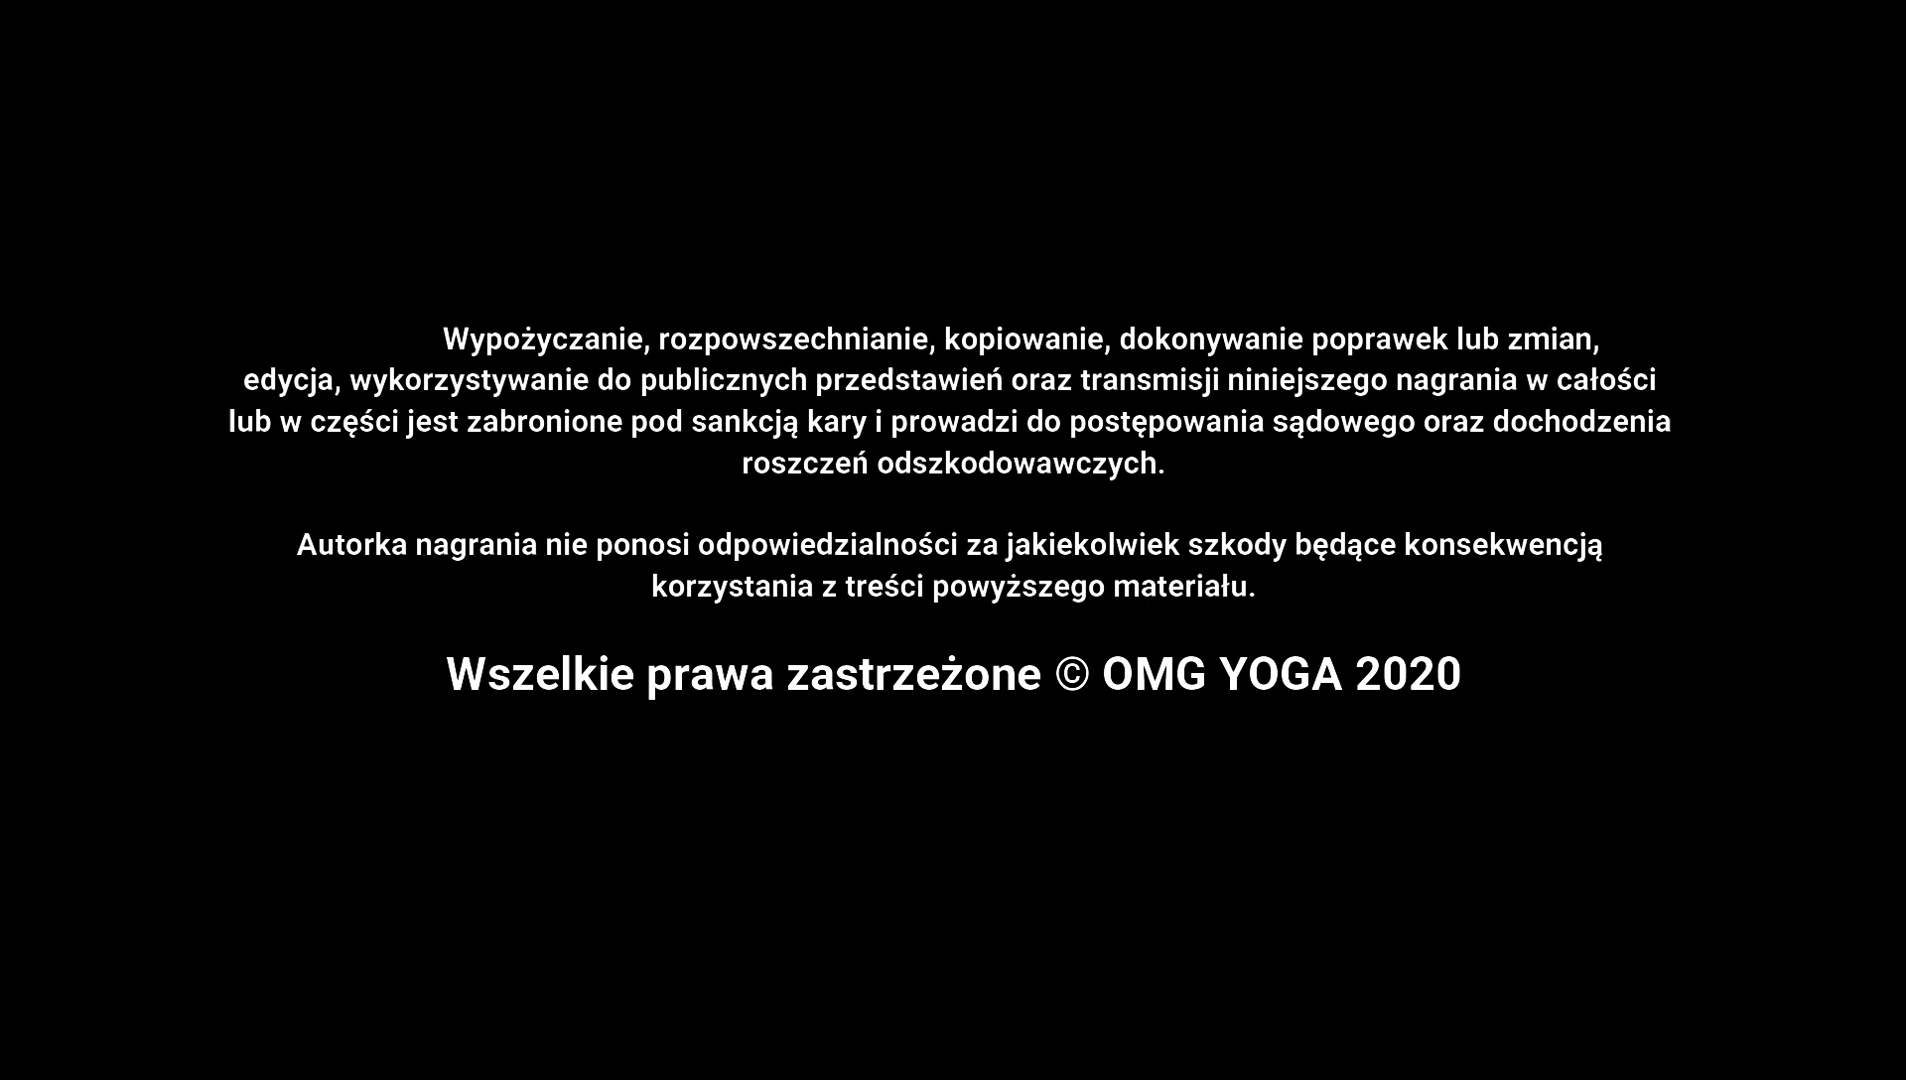 Wypożyczanie, rozpowszechnianie, kopiowanie, dokonywanie poprawek lub zmian,
edycja, wykorzystywanie do publicznych przedstawień oraz transmisji niniejszego nagrania w całości
lub w części jest zabronione pod sankcją kary i prowadzi do postępowania sądowego oraz dochodzenia
roszczeń odszkodowawczych.
Autorka nagrania nie ponosi odpowiedzialności za jakiekolwiek szkody będące konsekwencją
korzystania z treści powyższego materiału.
Wszelkie prawa zastrzeżone © OMG YOGA 2020